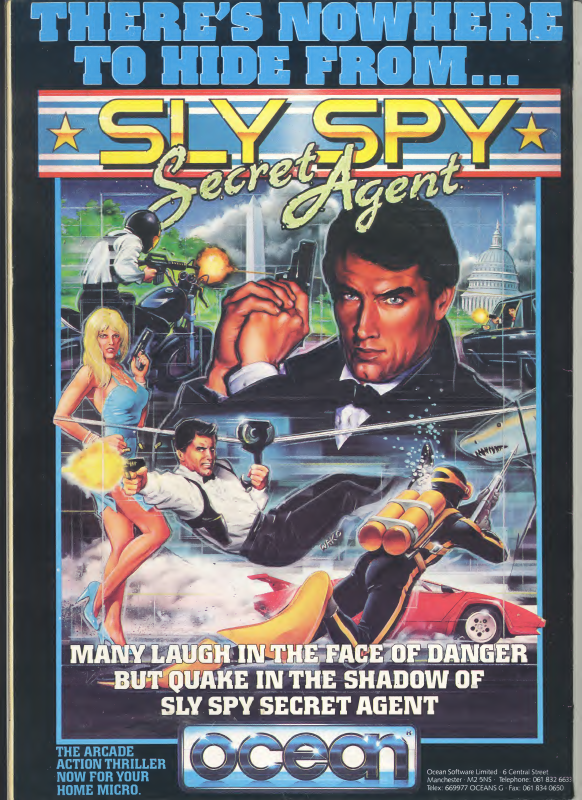 THERE'S NOWHERE
TO HIDE FROM...
SLY SPY
Secret Agent
WAKE
MANY LAUGH IN THE FACE OF DANGER
BUT QUAKE IN THE SHADOW OF
SLY SPY SECRET AGENT
THE ARCADE
ACTION THRILLER
NOW FOR YOUR
HOME MICRO.
ocean
Ocean Software Limited · 6 Central Street
Manchester · M2 5NS · Telephone: 061 832 6633
Telex: 669977 OCEANS G · Fax: 061 834 0650